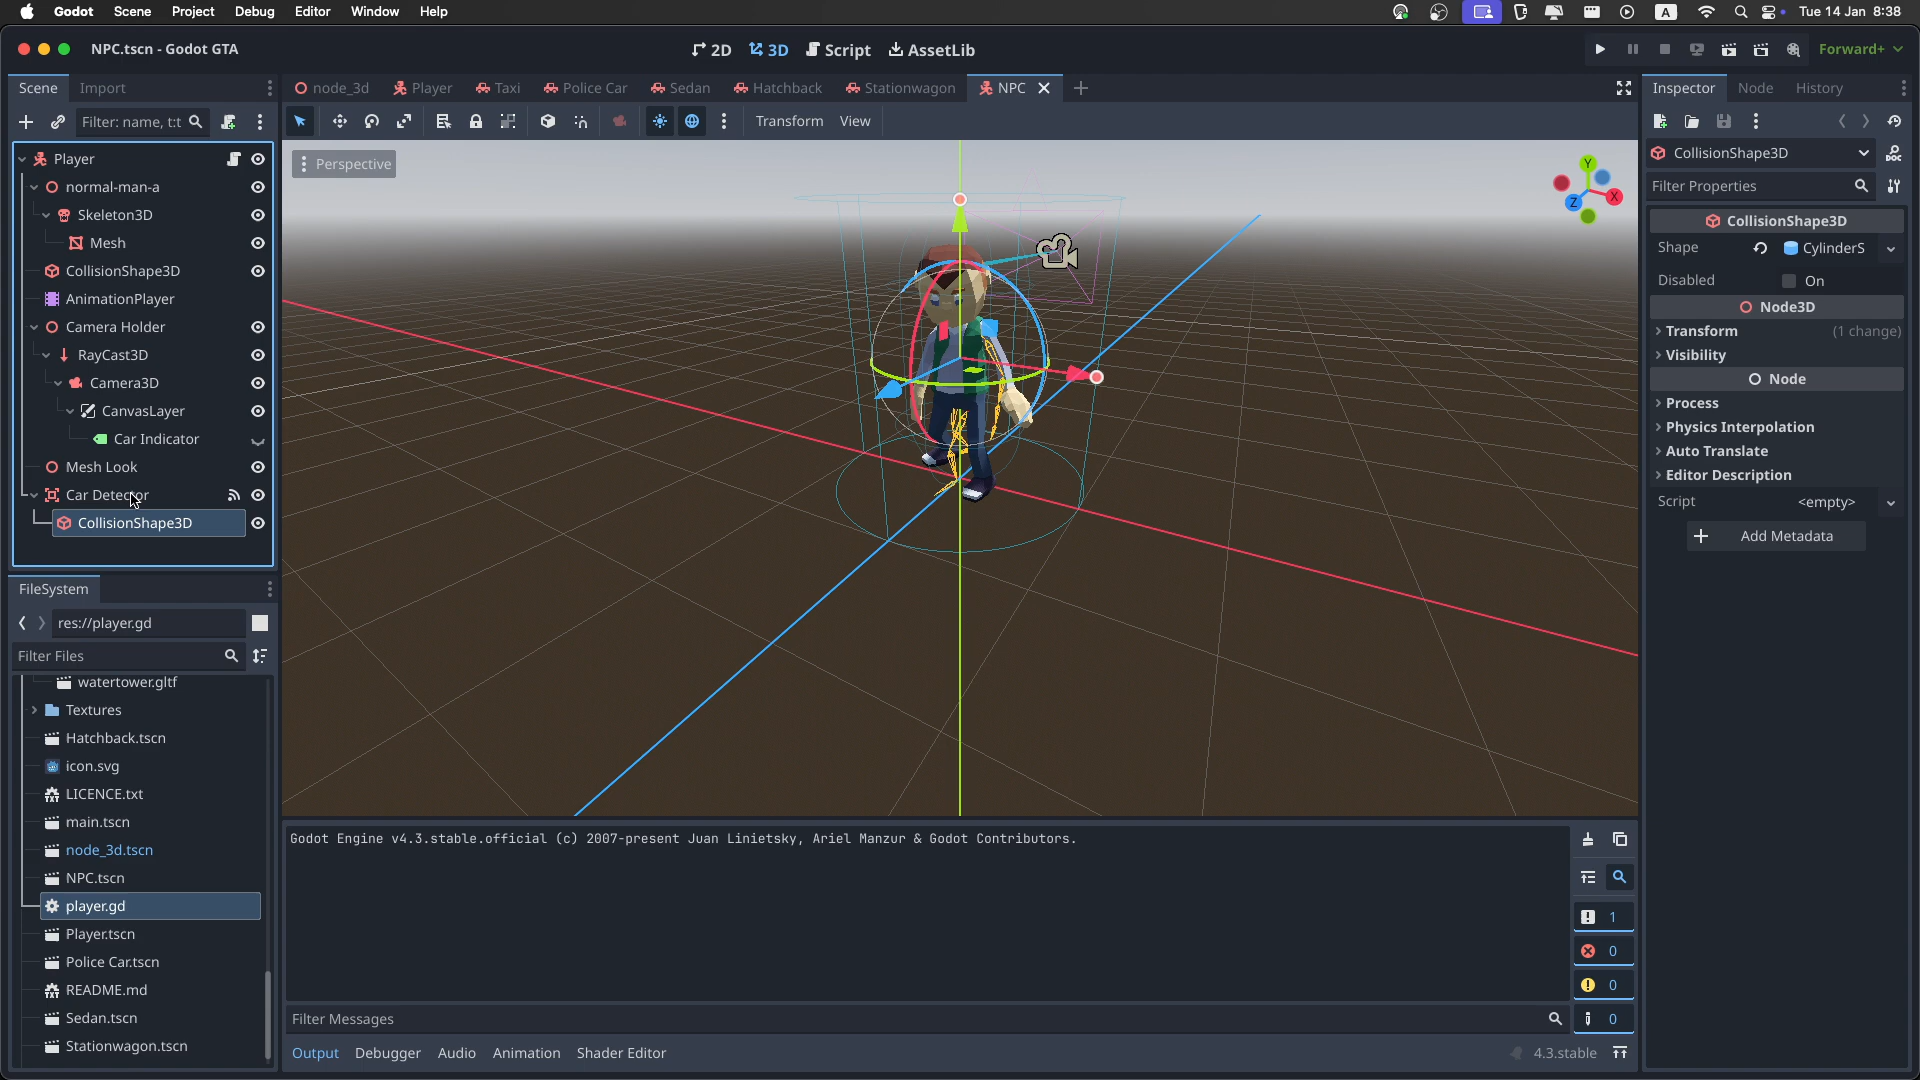 Godot Scene Project Debug Editor Window Help
A
Tue 14 Jan 8:38
NPC.tscn - Godot GTA
2D 3D Script AssetLib
Forward+
Scene Import
node_3d Player Taxi Police Car Sedan Hatchback Stationwagon NPC
Inspector Node History
Filter: name, t:t
Transform View
Player
normal-man-a
Skeleton3D
Mesh
CollisionShape3D
AnimationPlayer
Camera Holder
RayCast3D
Camera3D
CanvasLayer
Car Indicator
Mesh Look
Car Detector
CollisionShape3D
Perspective
Y
X
Z
CollisionShape3D
DOC
Filter Properties
CollisionShape3D
Shape CylinderS
Disabled On
Node3D
Transform (1 change)
Visibility
Node
Process
Physics Interpolation
Auto Translate
Editor Description
Script <empty>
Add Metadata
FileSystem
res://player.gd
Filter Files
watertower.gltf
Textures
Hatchback.tscn
icon.svg
LICENCE.txt
main.tscn
node_3d.tscn
NPC.tscn
player.gd
Player.tscn
Police Car.tscn
README.md
Sedan.tscn
Stationwagon.tscn
Godot Engine v4.3.stable.official (c) 2007-present Juan Linietsky, Ariel Manzur & Godot Contributors.
1
0
0
0
Filter Messages
Output Debugger Audio Animation Shader Editor
4.3.stable